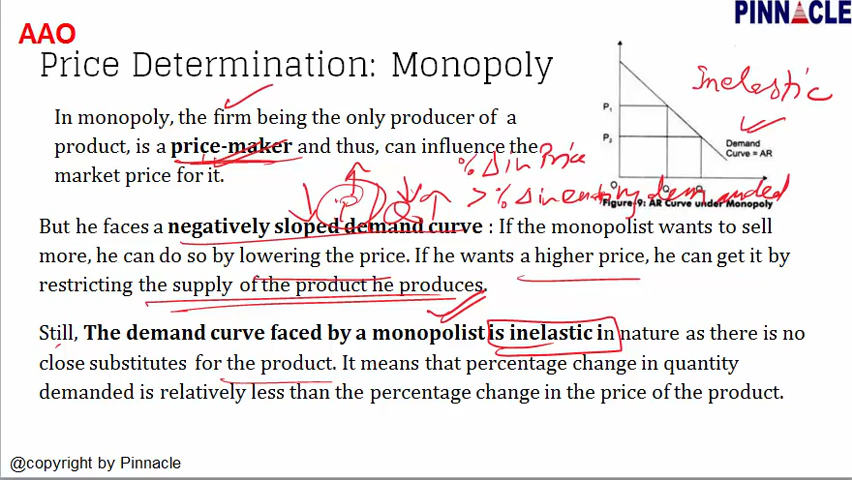 PINNACLE
AAO
Price Determination: Monopoly
Inelastic
In monopoly, the firm being the only producer of a
product, is a price-maker and thus, can influence the
market price for it.
P₁
P₂
Demand
Curve = AR
O
Figure 9: AR Curve under Monopoly
% Δ in Price
> % Δ in demanded
P
Q
But he faces a negatively sloped demand curve : If the monopolist wants to sell
more, he can do so by lowering the price. If he wants a higher price, he can get it by
restricting the supply of the product he produces.
Still, The demand curve faced by a monopolist is inelastic in nature as there is no
close substitutes for the product. It means that percentage change in quantity
demanded is relatively less than the percentage change in the price of the product.
@copyright by Pinnacle